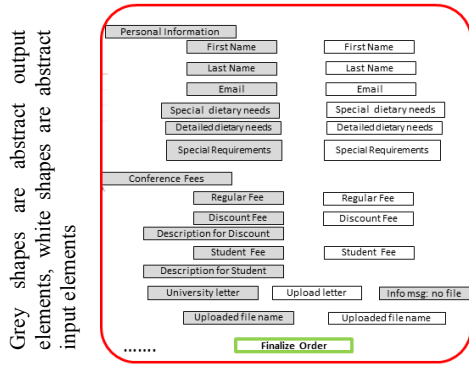 Grey shapes are abstract output
elements, white shapes are abstract
input elements
Personal Information
First Name First Name
Last Name Last Name
Email Email
Special dietary needs Special dietary needs
Detailed dietary needs Detailed dietary needs
Special Requirements Special Requirements
Conference Fees
Regular Fee Regular Fee
Discount Fee Discount Fee
Description for Discount
Student Fee Student Fee
Description for Student
University letter Upload letter Info msg: no file
Uploaded file name Uploaded file name
....... Finalize Order